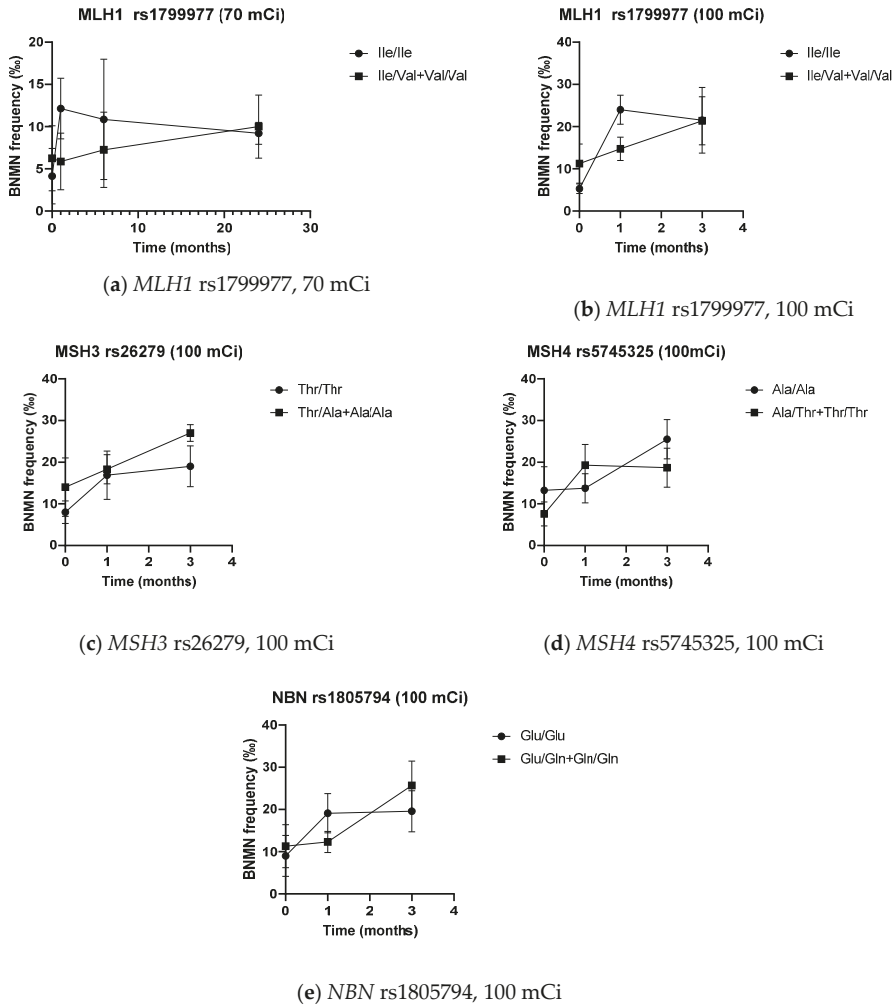 MLH1 rs1799977 (70 mCi)
BNMN frequency (‰)
20
15
10
5
0
0 10 20 30
Time (months)
Ile/Ile
Ile/Val+Val/Val
(a) MLH1 rs1799977, 70 mCi
MLH1 rs1799977 (100 mCi)
BNMN frequency (‰)
40
30
20
10
0
0 1 2 3 4
Time (months)
Ile/Ile
Ile/Val+Val/Val
(b) MLH1 rs1799977, 100 mCi
MSH3 rs26279 (100 mCi)
BNMN frequency (‰)
40
30
20
10
0
0 1 2 3 4
Time (months)
Thr/Thr
Thr/Ala+Ala/Ala
(c) MSH3 rs26279, 100 mCi
MSH4 rs5745325 (100mCi)
BNMN frequency (‰)
40
30
20
10
0
0 1 2 3 4
Time (months)
Ala/Ala
Ala/Thr+Thr/Thr
(d) MSH4 rs5745325, 100 mCi
NBN rs1805794 (100 mCi)
BNMN frequency (‰)
40
30
20
10
0
0 1 2 3 4
Time (months)
Glu/Glu
Glu/Gln+Gln/Gln
(e) NBN rs1805794, 100 mCi